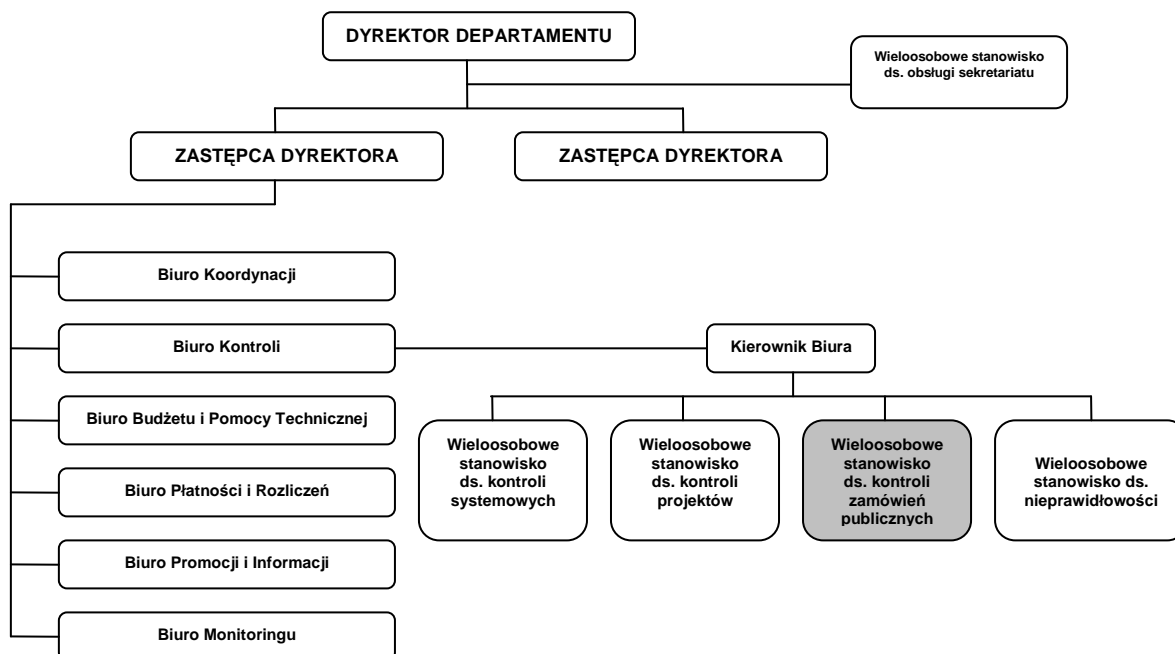 DYREKTOR DEPARTAMENTU
Wieloosobowe stanowisko
ds. obsługi sekretariatu
ZASTĘPCA DYREKTORA
ZASTĘPCA DYREKTORA
Biuro Koordynacji
Biuro Kontroli
Kierownik Biura
Biuro Budżetu i Pomocy Technicznej
Wieloosobowe
stanowisko
ds. kontroli
systemowych
Wieloosobowe
stanowisko
ds. kontroli
projektów
Wieloosobowe
stanowisko
ds. kontroli
zamówień
publicznych
Wieloosobowe
stanowisko ds.
nieprawidłowości
Biuro Płatności i Rozliczeń
Biuro Promocji i Informacji
Biuro Monitoringu